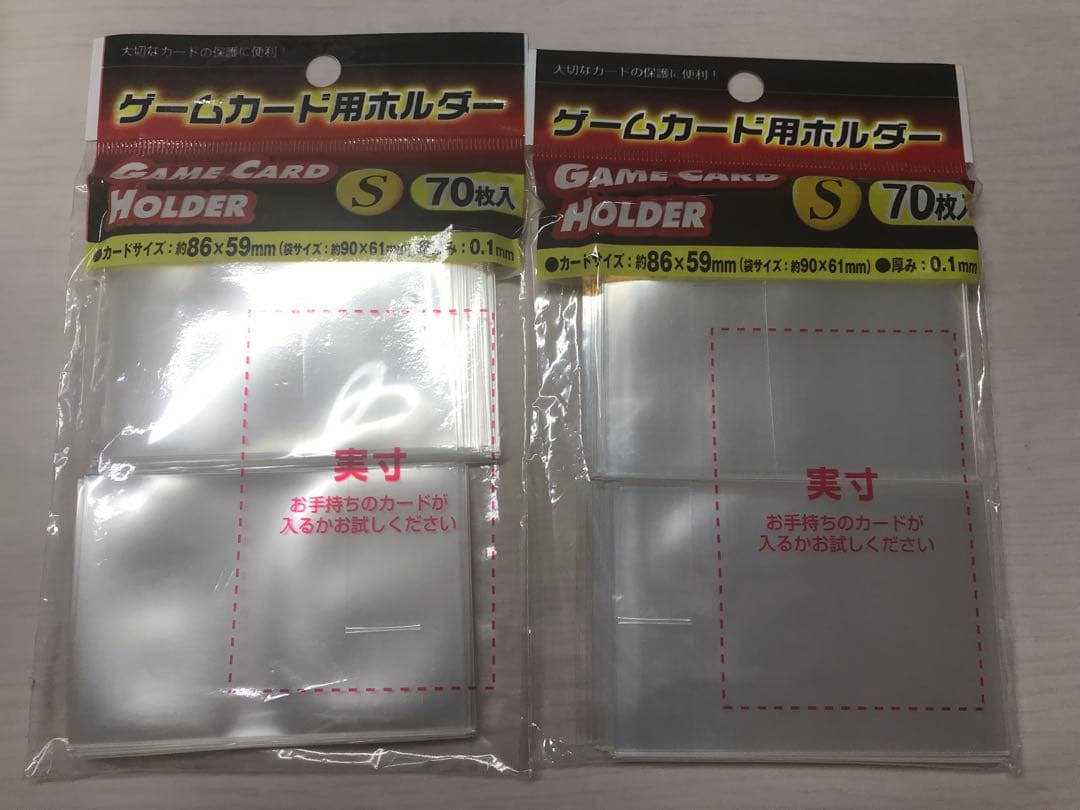 大切なカードの保護に便利!
ゲームカード用ホルダー
GAME CARD
HOLDER
S
70枚入
●カードサイズ:約86×59mm(袋サイズ:約90×61mm)●厚み:0.1mm
実寸
お手持ちのカードが
入るかお試しください
大切なカードの保護に便利!
ゲームカード用ホルダー
GAME CARD
HOLDER
S
70枚入
●カードサイズ:約86×59mm(袋サイズ:約90×61mm)●厚み:0.1mm
実寸
お手持ちのカードが
入るかお試しください